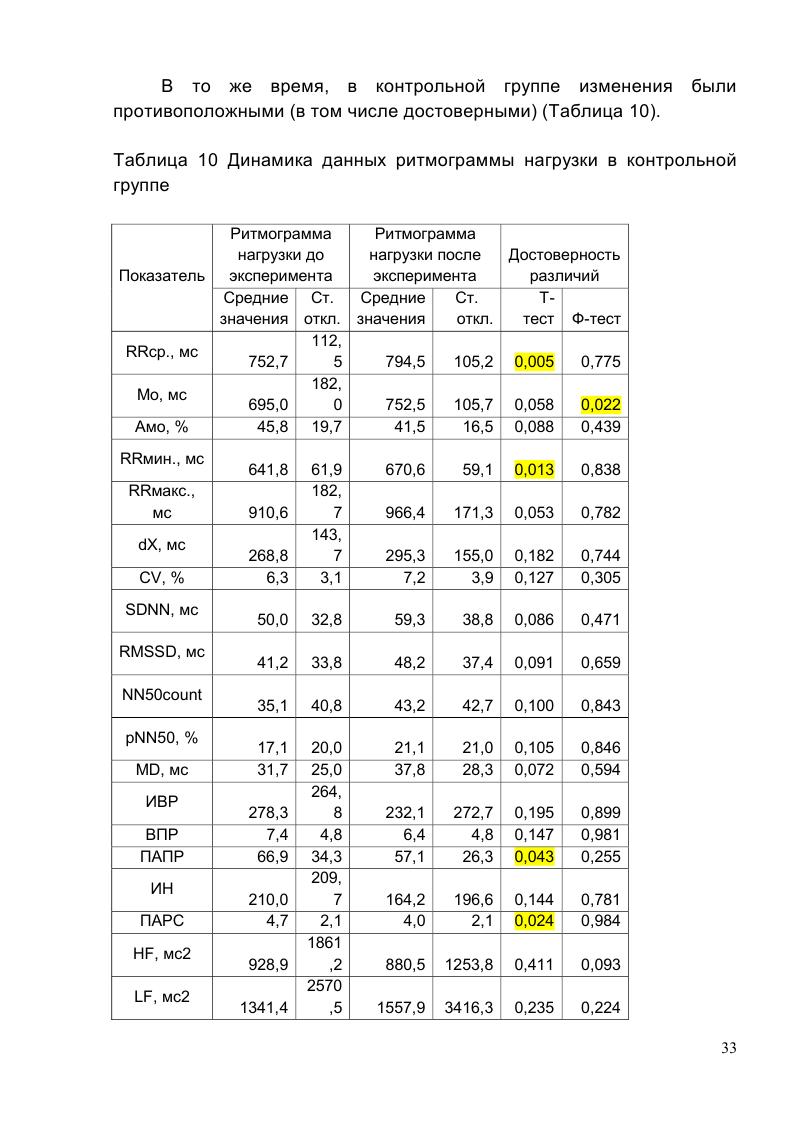 В то же время, в контрольной группе изменения были
противоположными (в том числе достоверными) (Таблица 10).
Таблица 10 Динамика данных ритмограммы нагрузки в контрольной
группе
Показатель
Ритмограмма
нагрузки до
эксперимента
Ритмограмма
нагрузки после
эксперимента
Достоверность
различий
Средние
значения
Ст.
откл.
Средние
значения
Ст.
откл.
Т-
тест
Ф-тест
RRср., мс 752,7 112,
5 794,5 105,2 0,005 0,775
Мо, мс 695,0 182,
0 752,5 105,7 0,058 0,022
Амо, % 45,8 19,7 41,5 16,5 0,088 0,439
RRмин., мс 641,8 61,9 670,6 59,1 0,013 0,838
RRмакс.,
мс 910,6 182,
7 966,4 171,3 0,053 0,782
dX, мс 268,8 143,
7 295,3 155,0 0,182 0,744
CV, % 6,3 3,1 7,2 3,9 0,127 0,305
SDNN, мс 50,0 32,8 59,3 38,8 0,086 0,471
RMSSD, мс 41,2 33,8 48,2 37,4 0,091 0,659
NN50count 35,1 40,8 43,2 42,7 0,100 0,843
pNN50, % 17,1 20,0 21,1 21,0 0,105 0,846
MD, мс 31,7 25,0 37,8 28,3 0,072 0,594
ИВР 278,3 264,
8 232,1 272,7 0,195 0,899
ВПР 7,4 4,8 6,4 4,8 0,147 0,981
ПАПР 66,9 34,3 57,1 26,3 0,043 0,255
ИН 210,0 209,
7 164,2 196,6 0,144 0,781
ПАРС 4,7 2,1 4,0 2,1 0,024 0,984
HF, мс2 928,9 1861
,2 880,5 1253,8 0,411 0,093
LF, мс2 1341,4 2570
,5 1557,9 3416,3 0,235 0,224
33